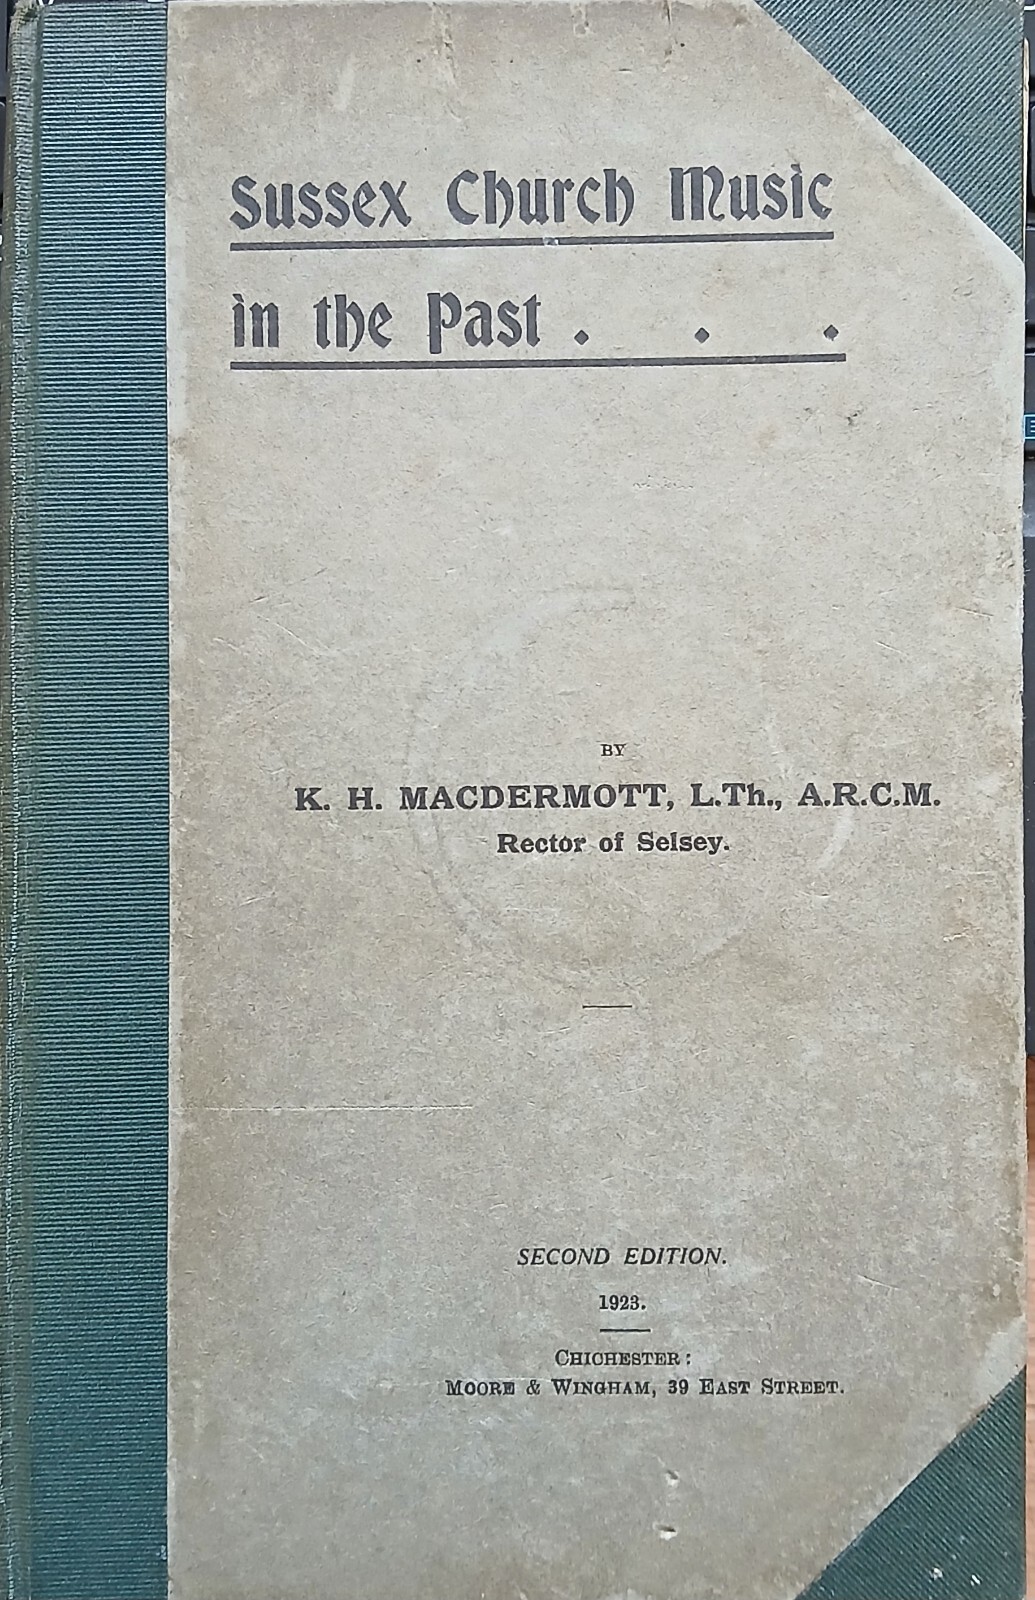 Sussex Church Music
in the Past . . .
BY
K. H. MACDERMOTT, L.Th., A.R.C.M.
Rector of Selsey.
SECOND EDITION.
1923.
CHICHESTER:
MOORE & WINGHAM, 39 EAST STREET.